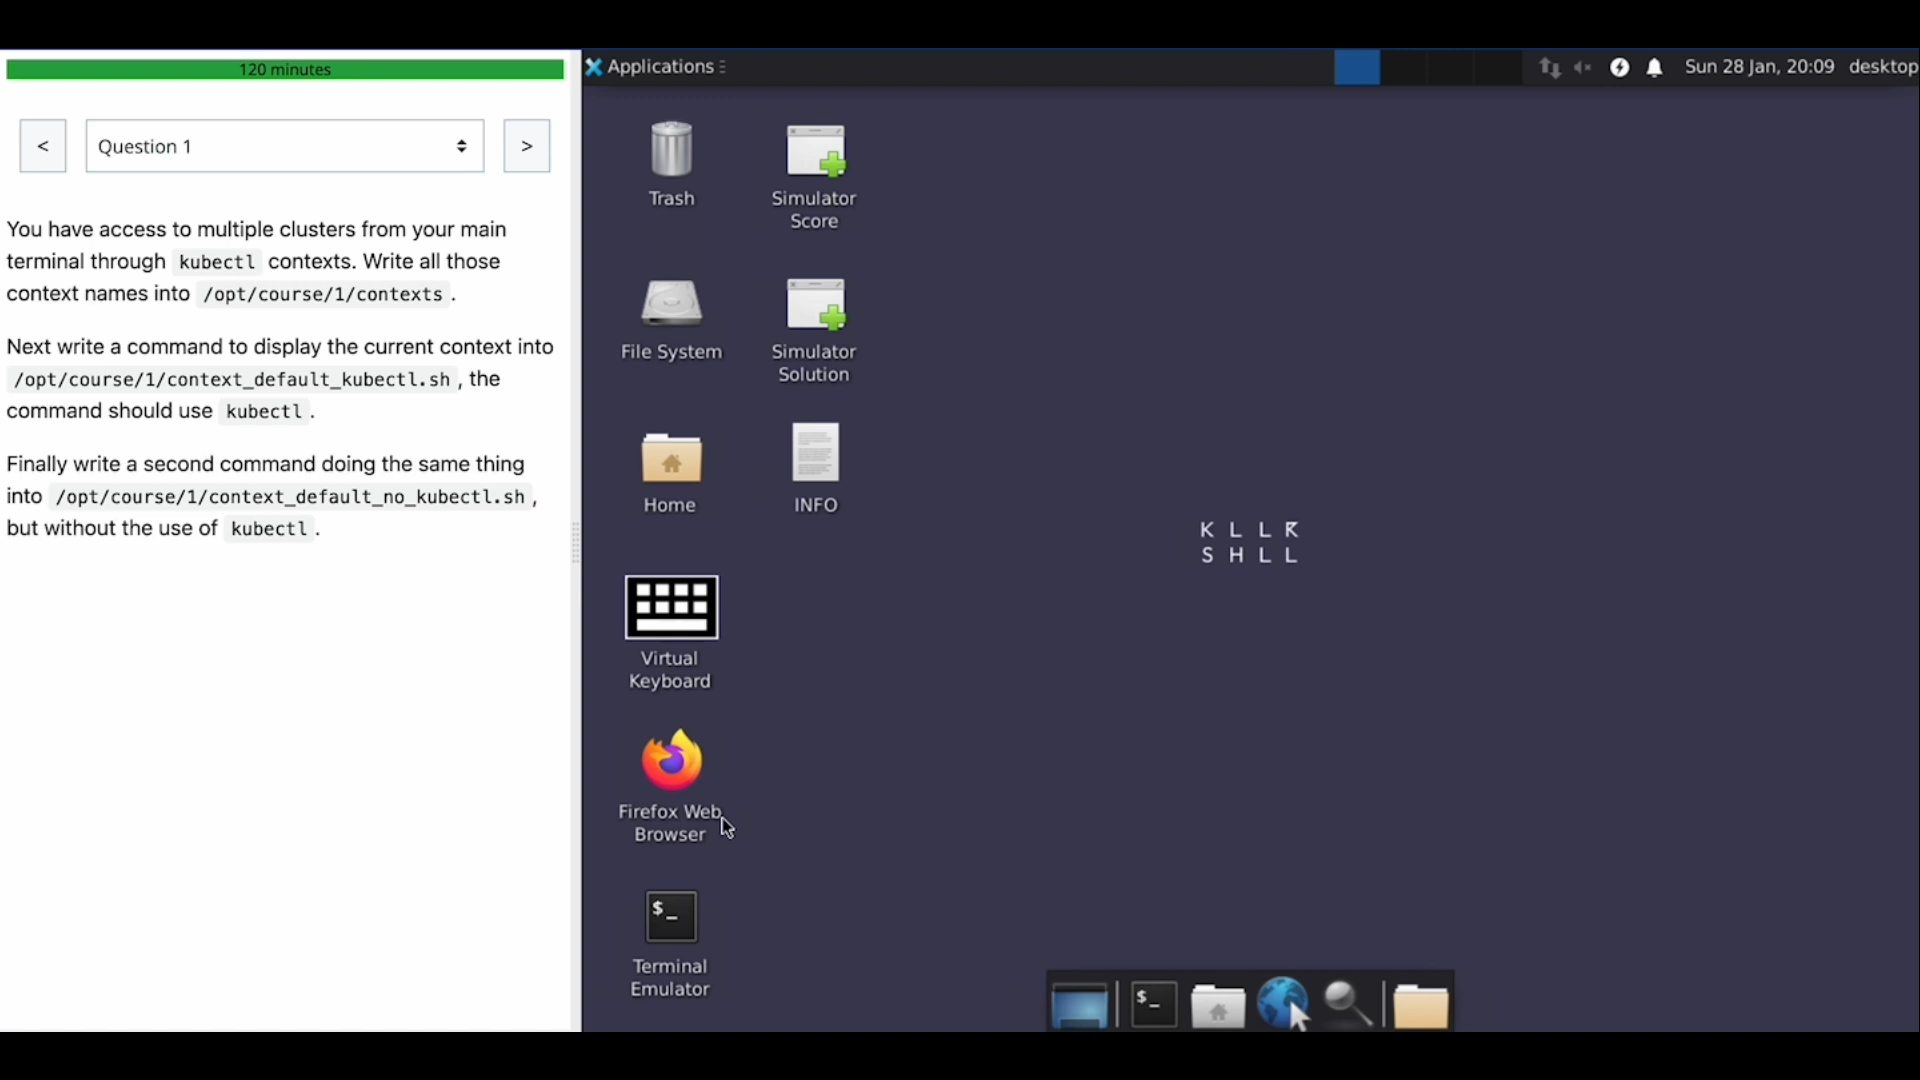 120 minutes
<
Question 1
>
You have access to multiple clusters from your main
terminal through kubectl contexts. Write all those
context names into /opt/course/1/contexts .
Next write a command to display the current context into
/opt/course/1/context_default_kubectl.sh , the
command should use kubectl .
Finally write a second command doing the same thing
into /opt/course/1/context_default_no_kubectl.sh ,
but without the use of kubectl .
Applications
Sun 28 Jan, 20:09 desktop
Trash
Simulator
Score
File System
Simulator
Solution
Home
INFO
Virtual
Keyboard
Firefox Web
Browser
$_
Terminal
Emulator
K L L R
S H L L
$_